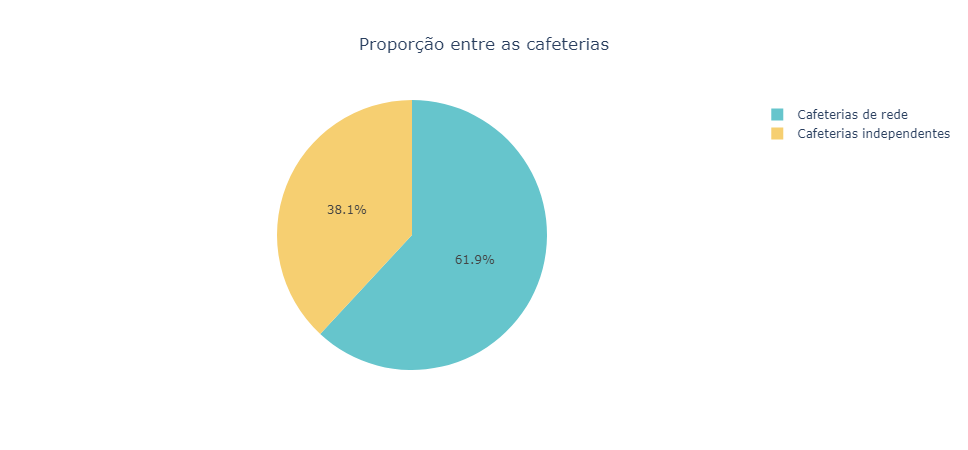 Proporção entre as cafeterias
Cafeterias de rede
Cafeterias independentes
38.1%
61.9%